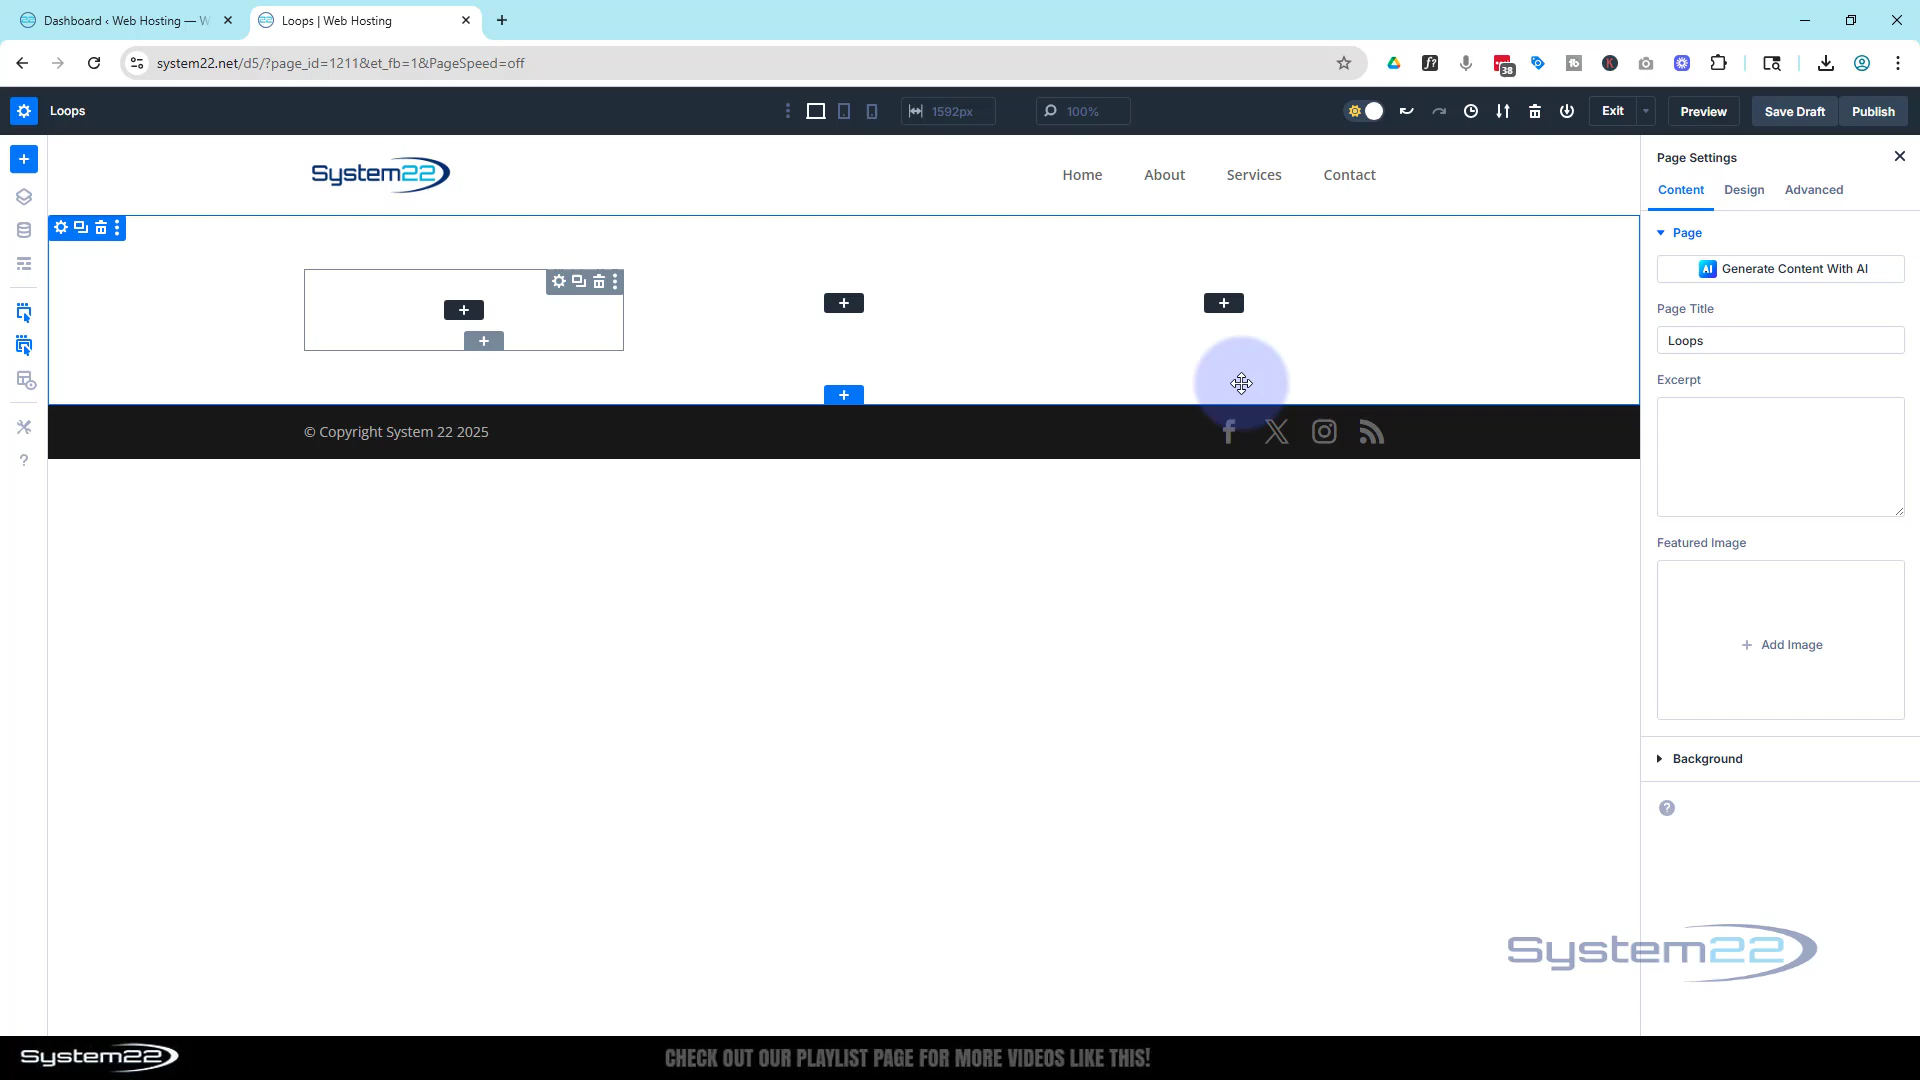 Dashboard ‹ Web Hosting — W
Loops | Web Hosting
system22.net/d5/?page_id=1211&et_fb=1&PageSpeed=off
38
Loops
1592px
100%
Exit
Preview
Save Draft
Publish
System22
Home
About
Services
Contact
Page Settings
Content
Design
Advanced
Page
AI Generate Content With AI
Page Title
Loops
Excerpt
Featured Image
Add Image
Background
© Copyright System 22 2025
System22
System22
CHECK OUT OUR PLAYLIST PAGE FOR MORE VIDEOS LIKE THIS!